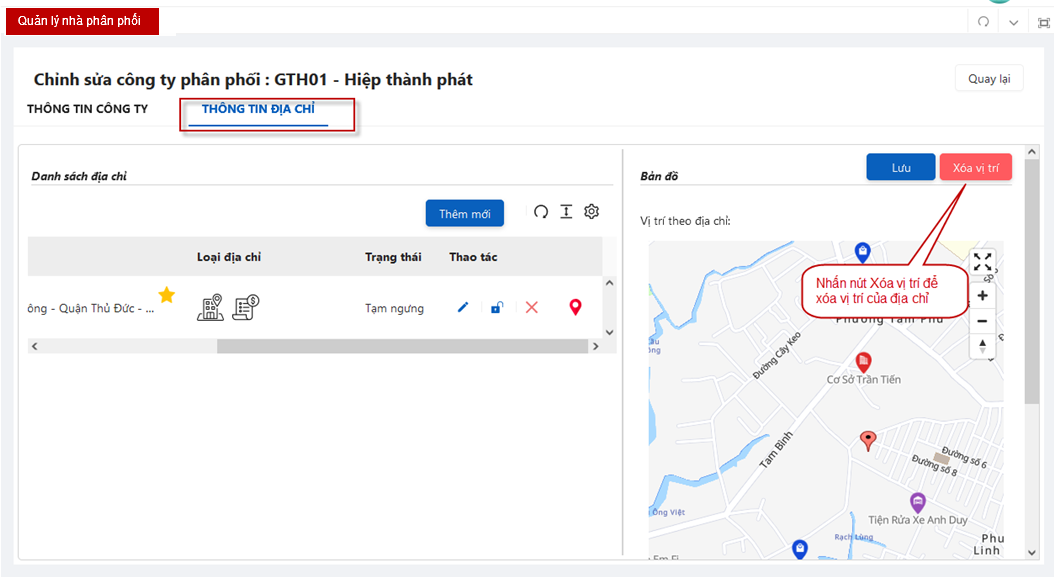 Quản lý nhà phân phối
Chỉnh sửa công ty phân phối : GTH01 - Hiệp thành phát
Quay lại
THÔNG TIN CÔNG TY
THÔNG TIN ĐỊA CHỈ
Danh sách địa chỉ
Thêm mới
Loại địa chỉ
Trạng thái
Thao tác
ông - Quận Thủ Đức - ...
Tạm ngưng
Bản đồ
Lưu
Xóa vị trí
Vị trí theo địa chỉ:
Nhấn nút Xóa vị trí để
xóa vị trí của địa chỉ
Phường Tam Phú
Đường Cây Keo
Cơ Sở Trần Tiến
Tam Bình
Đường số 6
Đường số 8
Tiện Rửa Xe Anh Duy
Ông Việt
Rạch Lùng
Phu
Linh
Em Ei